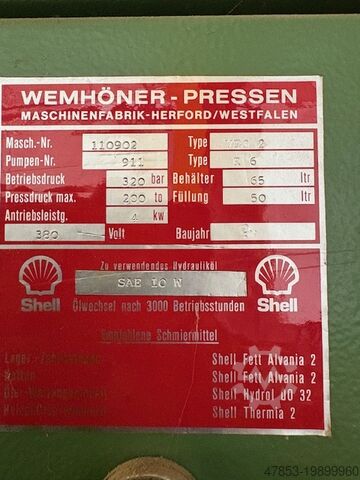 WEMHÖNER - PRESSEN
MASCHINENFABRIK-HERFORD/WESTFALEN
Masch.-Nr. 110902 Type
Pumpen-Nr. 911 Type R 6
Betriebsdruck 320 bar Behälter 65 ltr
Pressdruck max. 200 to Füllung 50 ltr
Antriebsleistg. 4 kw
380 Volt Baujahr
Zu verwendendes Hydrauliköl
SAE 10 W
Shell Shell
Ölwechsel nach 3000 Betriebsstunden
Empfohlene Schmiermittel
Lager- Shell Fett Alvania 2
Ketten Shell Fett Alvania 2
Shell Hydrol DO 32
Shell Thermia 2
47853-19899960